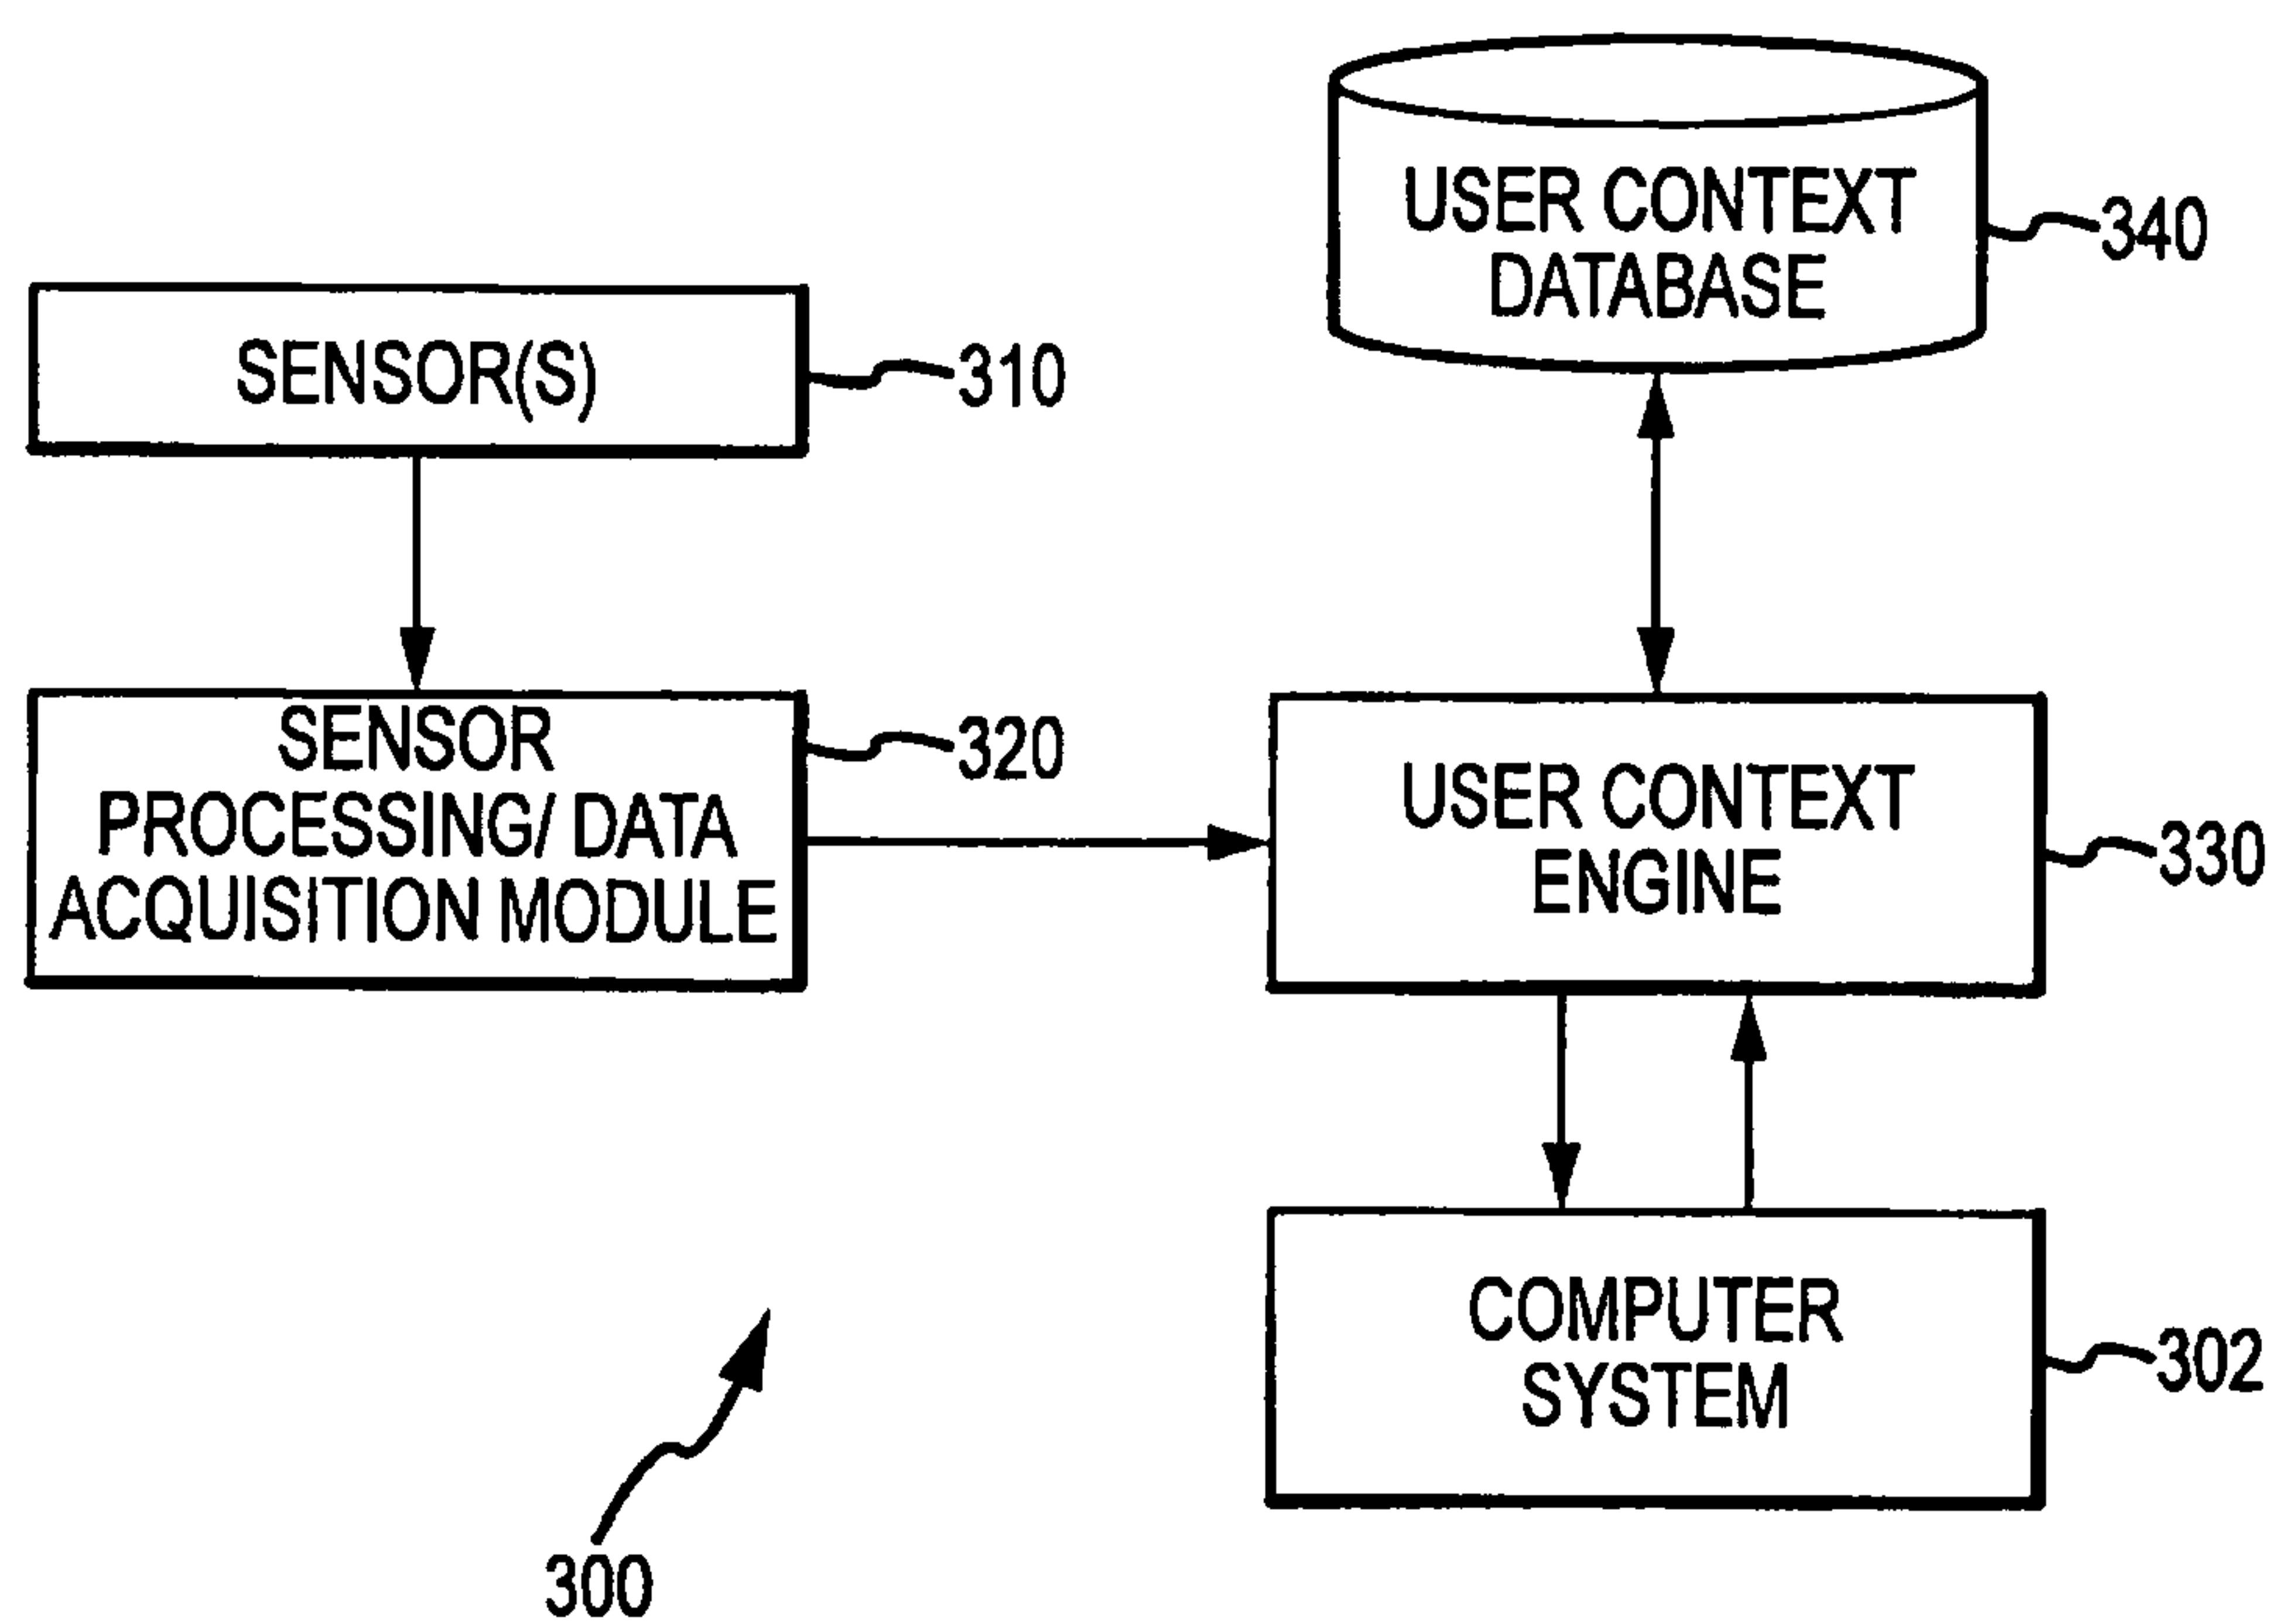 USER CONTEXT
DATABASE
340
SENSOR(S)
310
SENSOR
PROCESSING/ DATA
ACQUISITION MODULE
320
USER CONTEXT
ENGINE
330
COMPUTER
SYSTEM
302
300